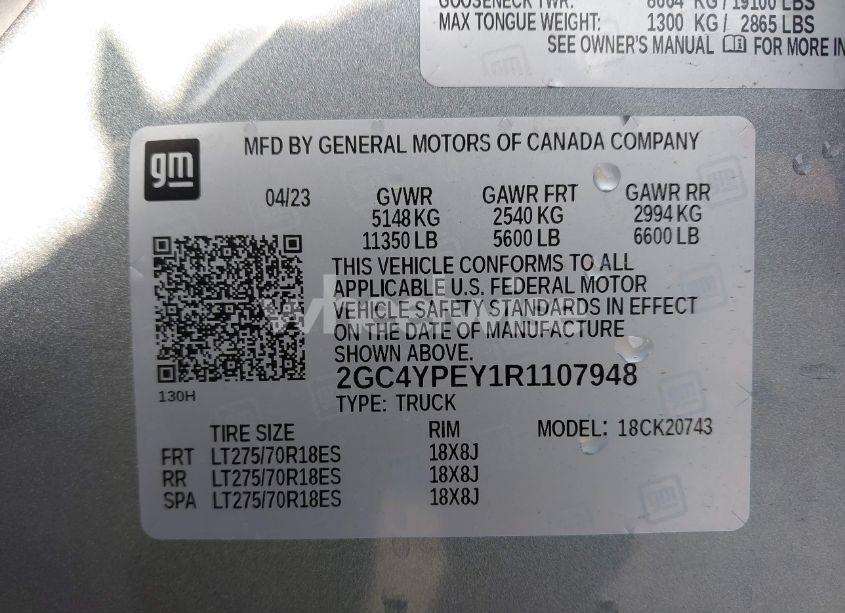 GOOSENECK TWR: 8664 KG / 19100 LBS
MAX TONGUE WEIGHT: 1300 KG / 2865 LBS
SEE OWNER'S MANUAL FOR MORE IN
gm
MFD BY GENERAL MOTORS OF CANADA COMPANY
04/23 GVWR GAWR FRT GAWR RR
5148 KG 2540 KG 2994 KG
11350 LB 5600 LB 6600 LB
THIS VEHICLE CONFORMS TO ALL
APPLICABLE U.S. FEDERAL MOTOR
VEHICLE SAFETY STANDARDS IN EFFECT
ON THE DATE OF MANUFACTURE
SHOWN ABOVE.
2GC4YPEY1R1107948
130H
TYPE: TRUCK
TIRE SIZE RIM MODEL: 18CK20743
FRT LT275/70R18ES 18X8J
RR LT275/70R18ES 18X8J
SPA LT275/70R18ES 18X8J